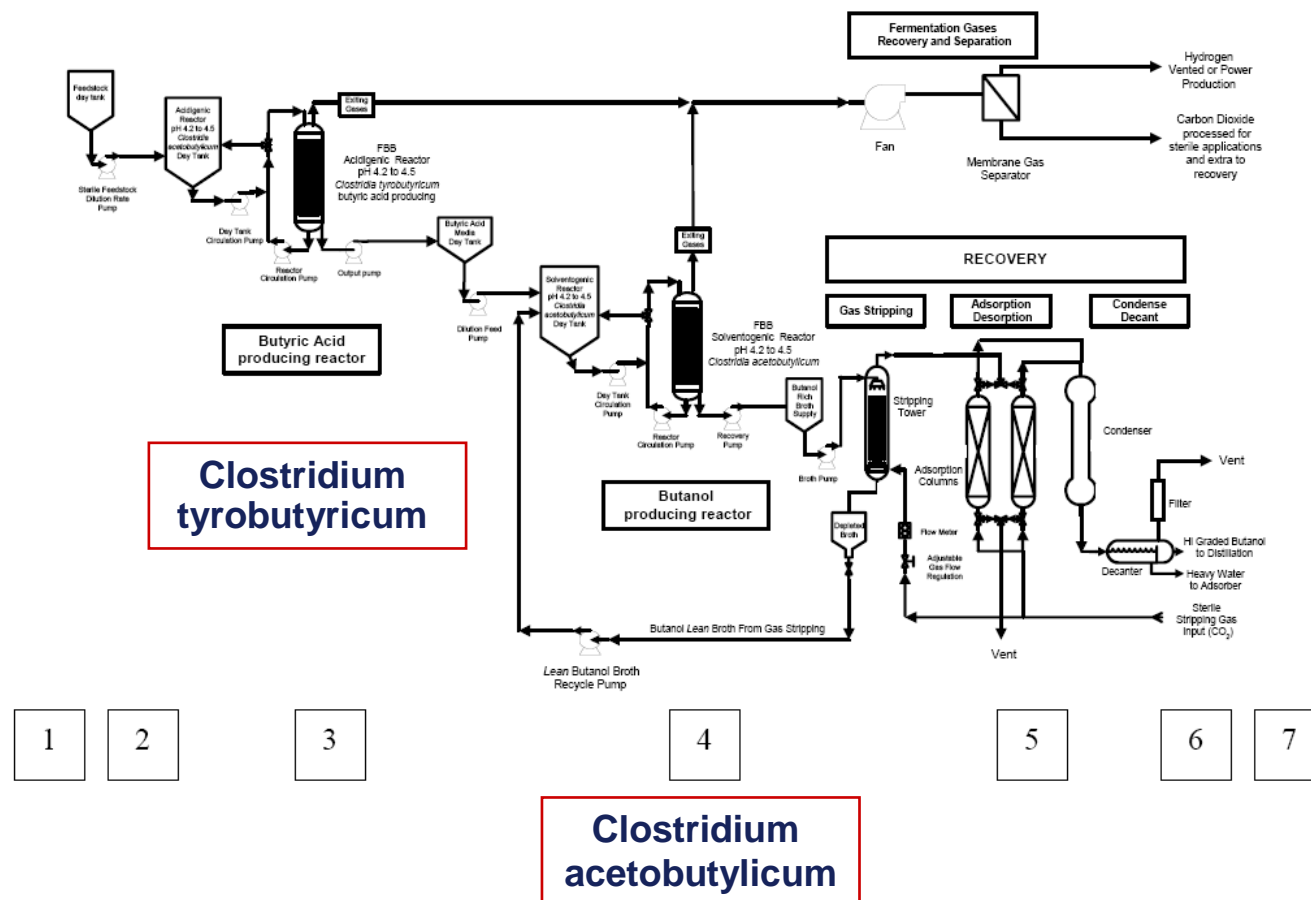 Fermentation Gases
Recovery and Separation
Hydrogen
Vented or Power
Production
Carbon Dioxide
processed for
sterile applications
and extra to
recovery
Fan
Membrane Gas
Separator
Feedstock
day tank
Sterile Feedstock
Dilution Rate
Pump
Acidigenic
Reactor
pH 4.2 to 4.5
Clostridia
acetobutylicum
Day Tank
Day Tank
Circulation Pump
Exiting
Gases
FBB
Acidigenic Reactor
pH 4.2 to 4.5
Clostridia tyrobutyricum
butyric acid producing
Reactor
Circulation Pump
Output pump
Butyric Acid
Media
Day Tank
Dilution Feed
Pump
Butyric Acid
producing reactor
Clostridium
tyrobutyricum
Solventogenic
Reactor
pH 4.2 to 4.5
Clostridia
acetobutylicum
Day Tank
Day Tank
Circulation
Pump
Exiting
Gases
FBB
Solventogenic Reactor
pH 4.2 to 4.5
Clostridia acetobutylicum
Reactor
Circulation Pump
Recovery
Pump
Butanol
Rich
Broth
Supply
Broth Pump
Butanol
producing reactor
RECOVERY
Gas Stripping
Adsorption
Desorption
Condense
Decant
Stripping
Tower
Adsorption
Columns
Condenser
Vent
Filter
Hi Graded Butanol
to Distillation
Decanter
Heavy Water
to Adsorber
Depleted
Broth
Flow Meter
Adjustable
Gas Flow
Regulation
Sterile
Stripping Gas
Input (CO₂)
Vent
Butanol Lean Broth From Gas Stripping
Lean Butanol Broth
Recycle Pump
1
2
3
4
5
6
7
Clostridium
acetobutylicum